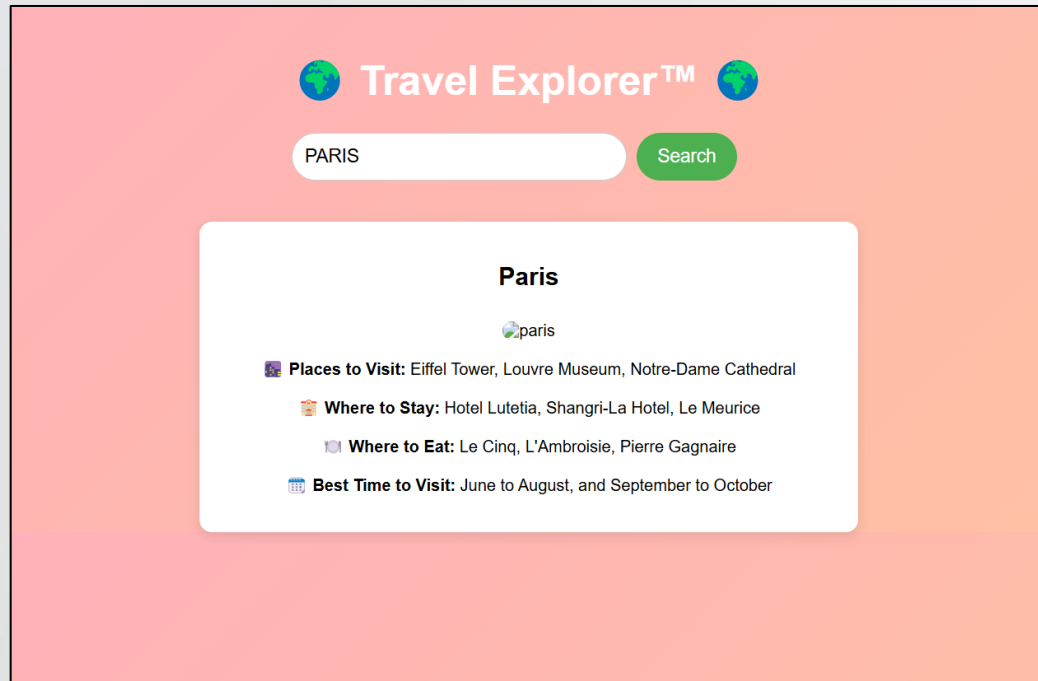 Travel Explorer™
PARIS
Search
Paris
paris
Places to Visit: Eiffel Tower, Louvre Museum, Notre-Dame Cathedral
Where to Stay: Hotel Lutetia, Shangri-La Hotel, Le Meurice
Where to Eat: Le Cinq, L'Ambroisie, Pierre Gagnaire
Best Time to Visit: June to August, and September to October